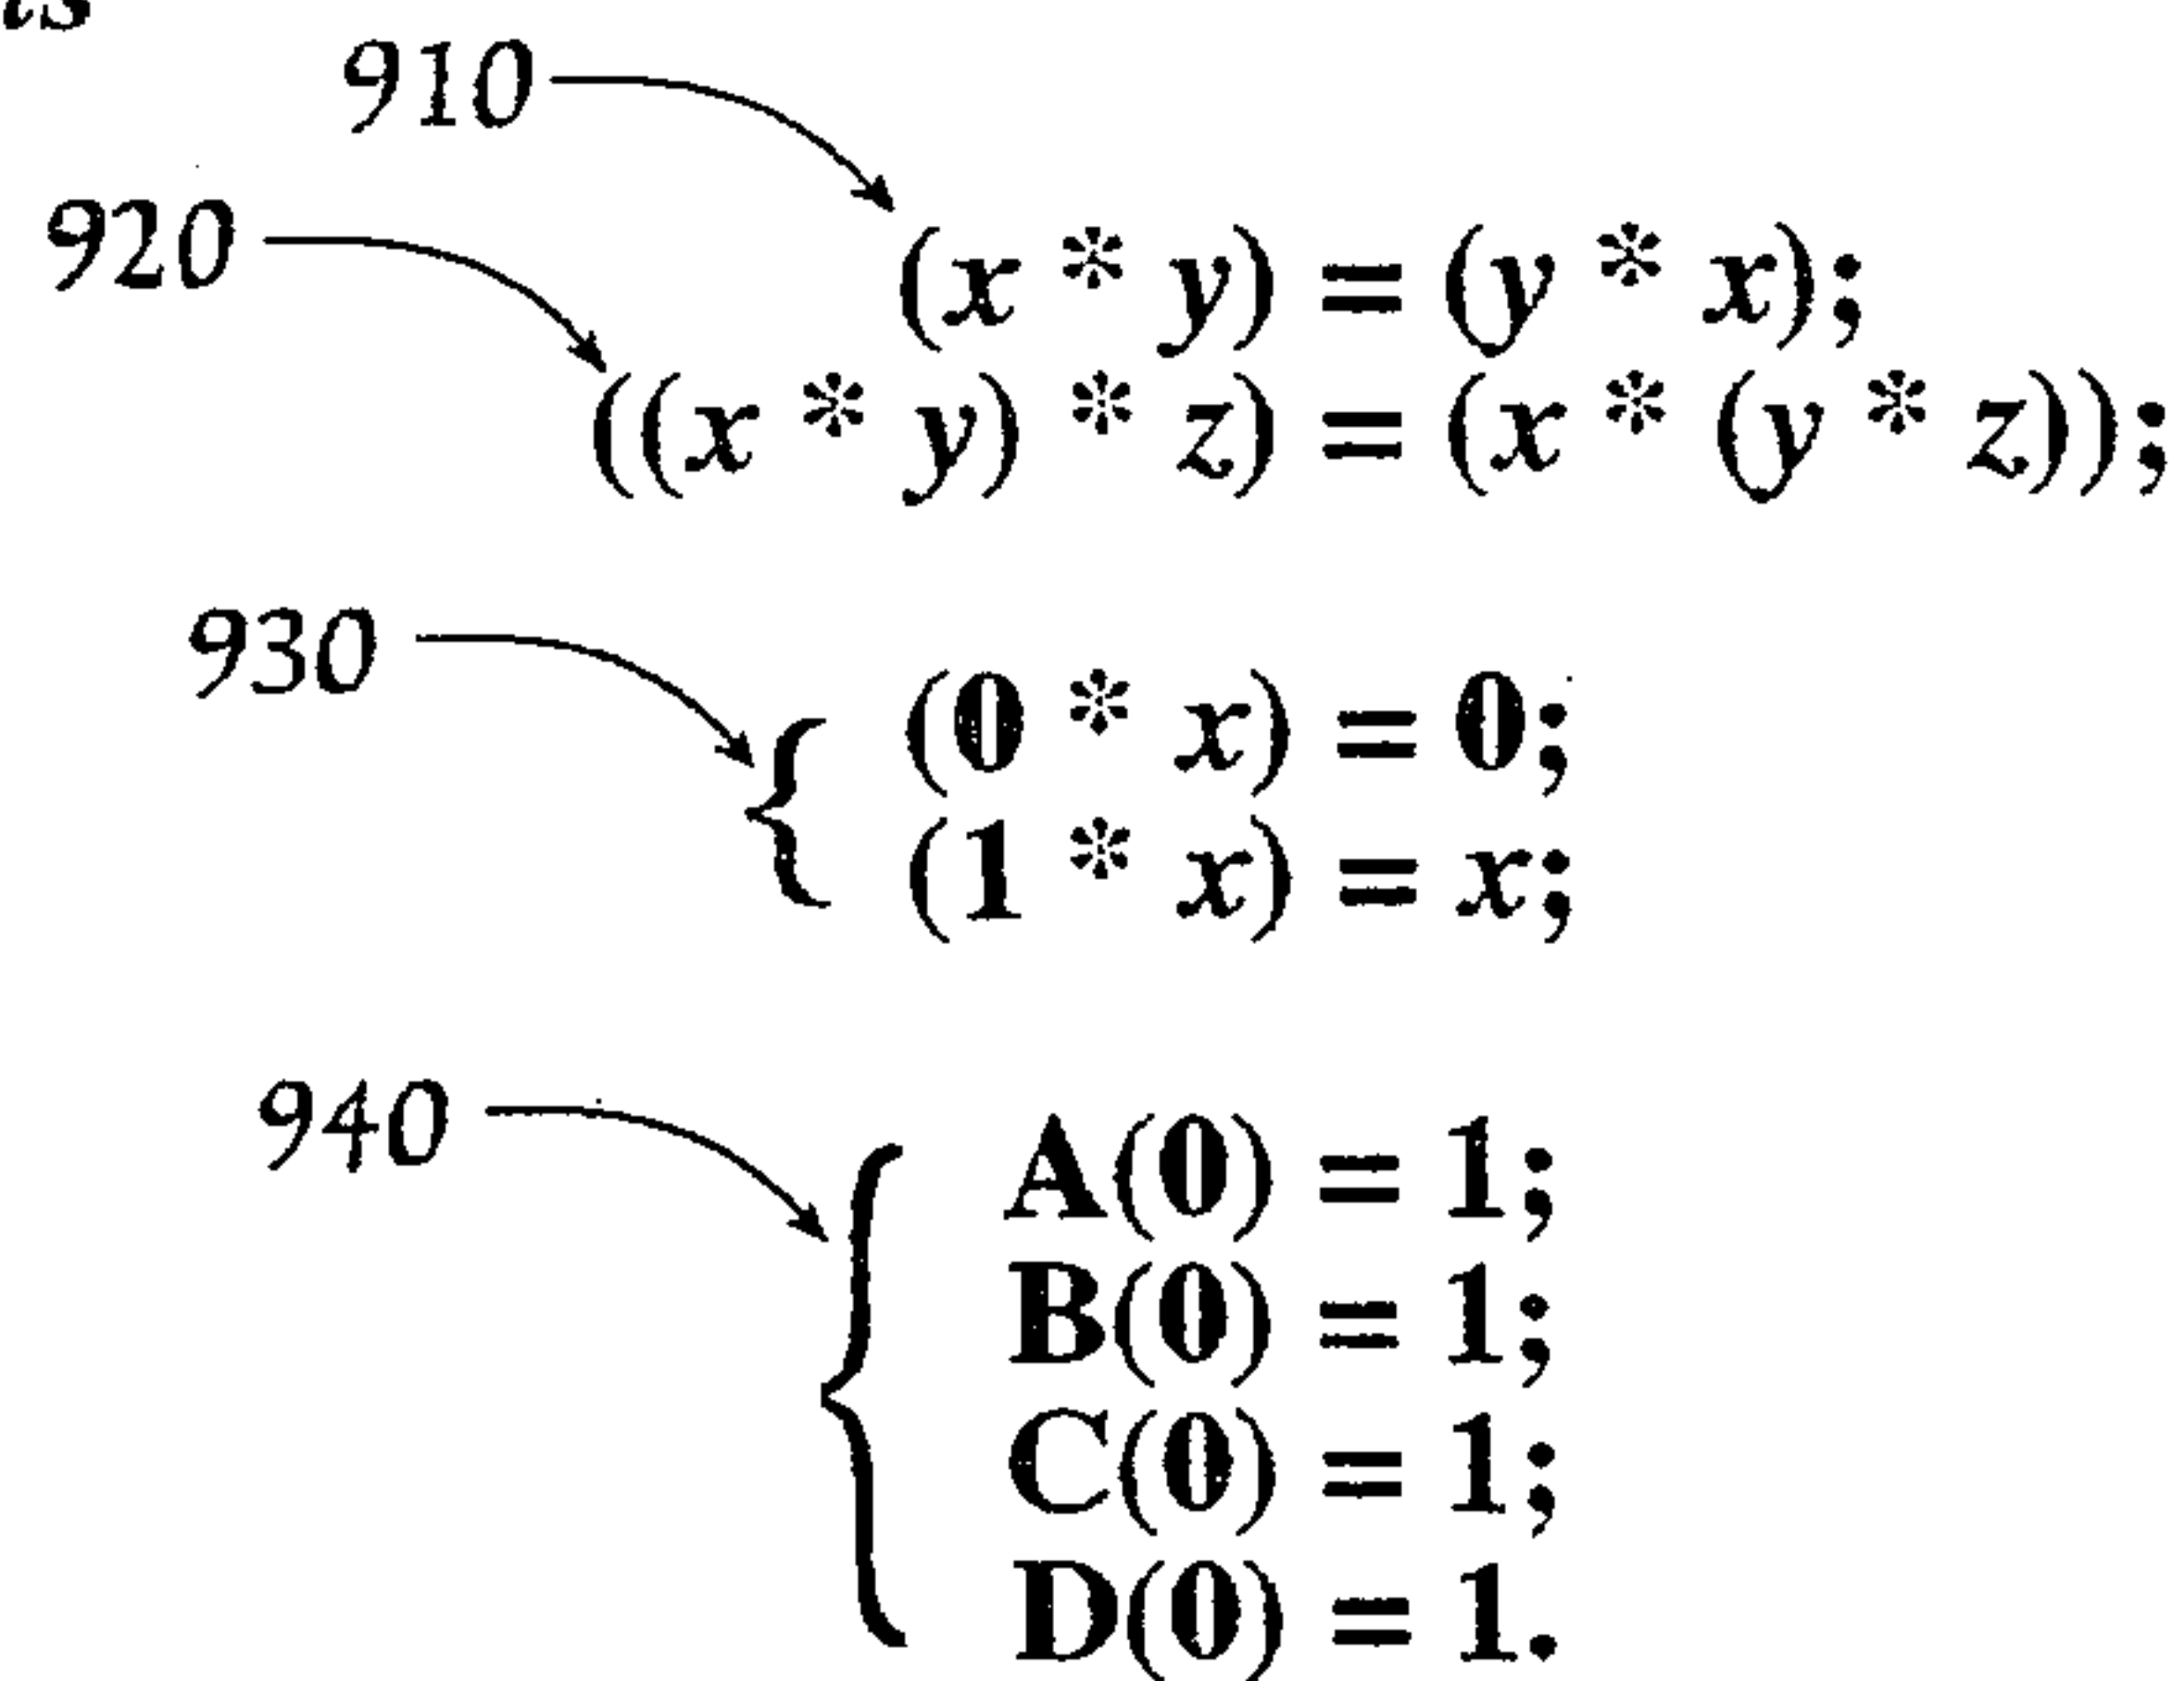 910
(x * y) = (y * x);
920
((x * y) * z) = (x * (y * z));
930
(0 * x) = 0;
(1 * x) = x;
940
A(0) = 1;
B(0) = 1;
C(0) = 1;
D(0) = 1.